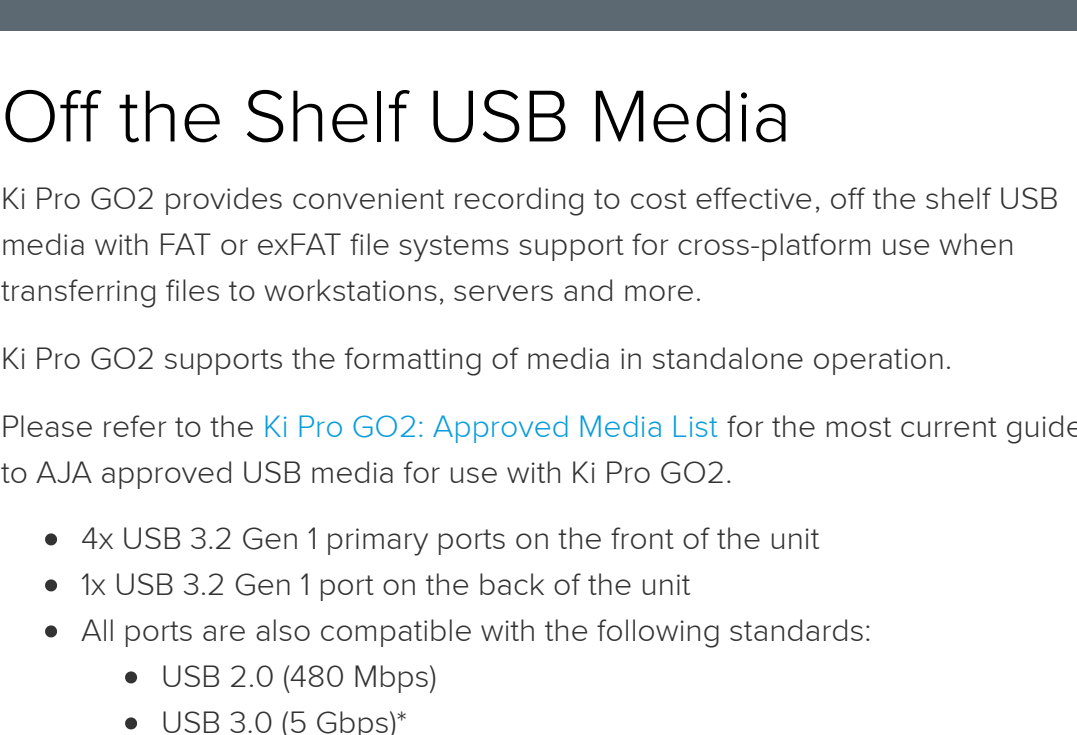 Off the Shelf USB Media
Ki Pro GO2 provides convenient recording to cost effective, off the shelf USB
media with FAT or exFAT file systems support for cross-platform use when
transferring files to workstations, servers and more.
Ki Pro GO2 supports the formatting of media in standalone operation.
Please refer to the Ki Pro GO2: Approved Media List for the most current guide
to AJA approved USB media for use with Ki Pro GO2.
• 4x USB 3.2 Gen 1 primary ports on the front of the unit
• 1x USB 3.2 Gen 1 port on the back of the unit
• All ports are also compatible with the following standards:
• USB 2.0 (480 Mbps)
• USB 3.0 (5 Gbps)*